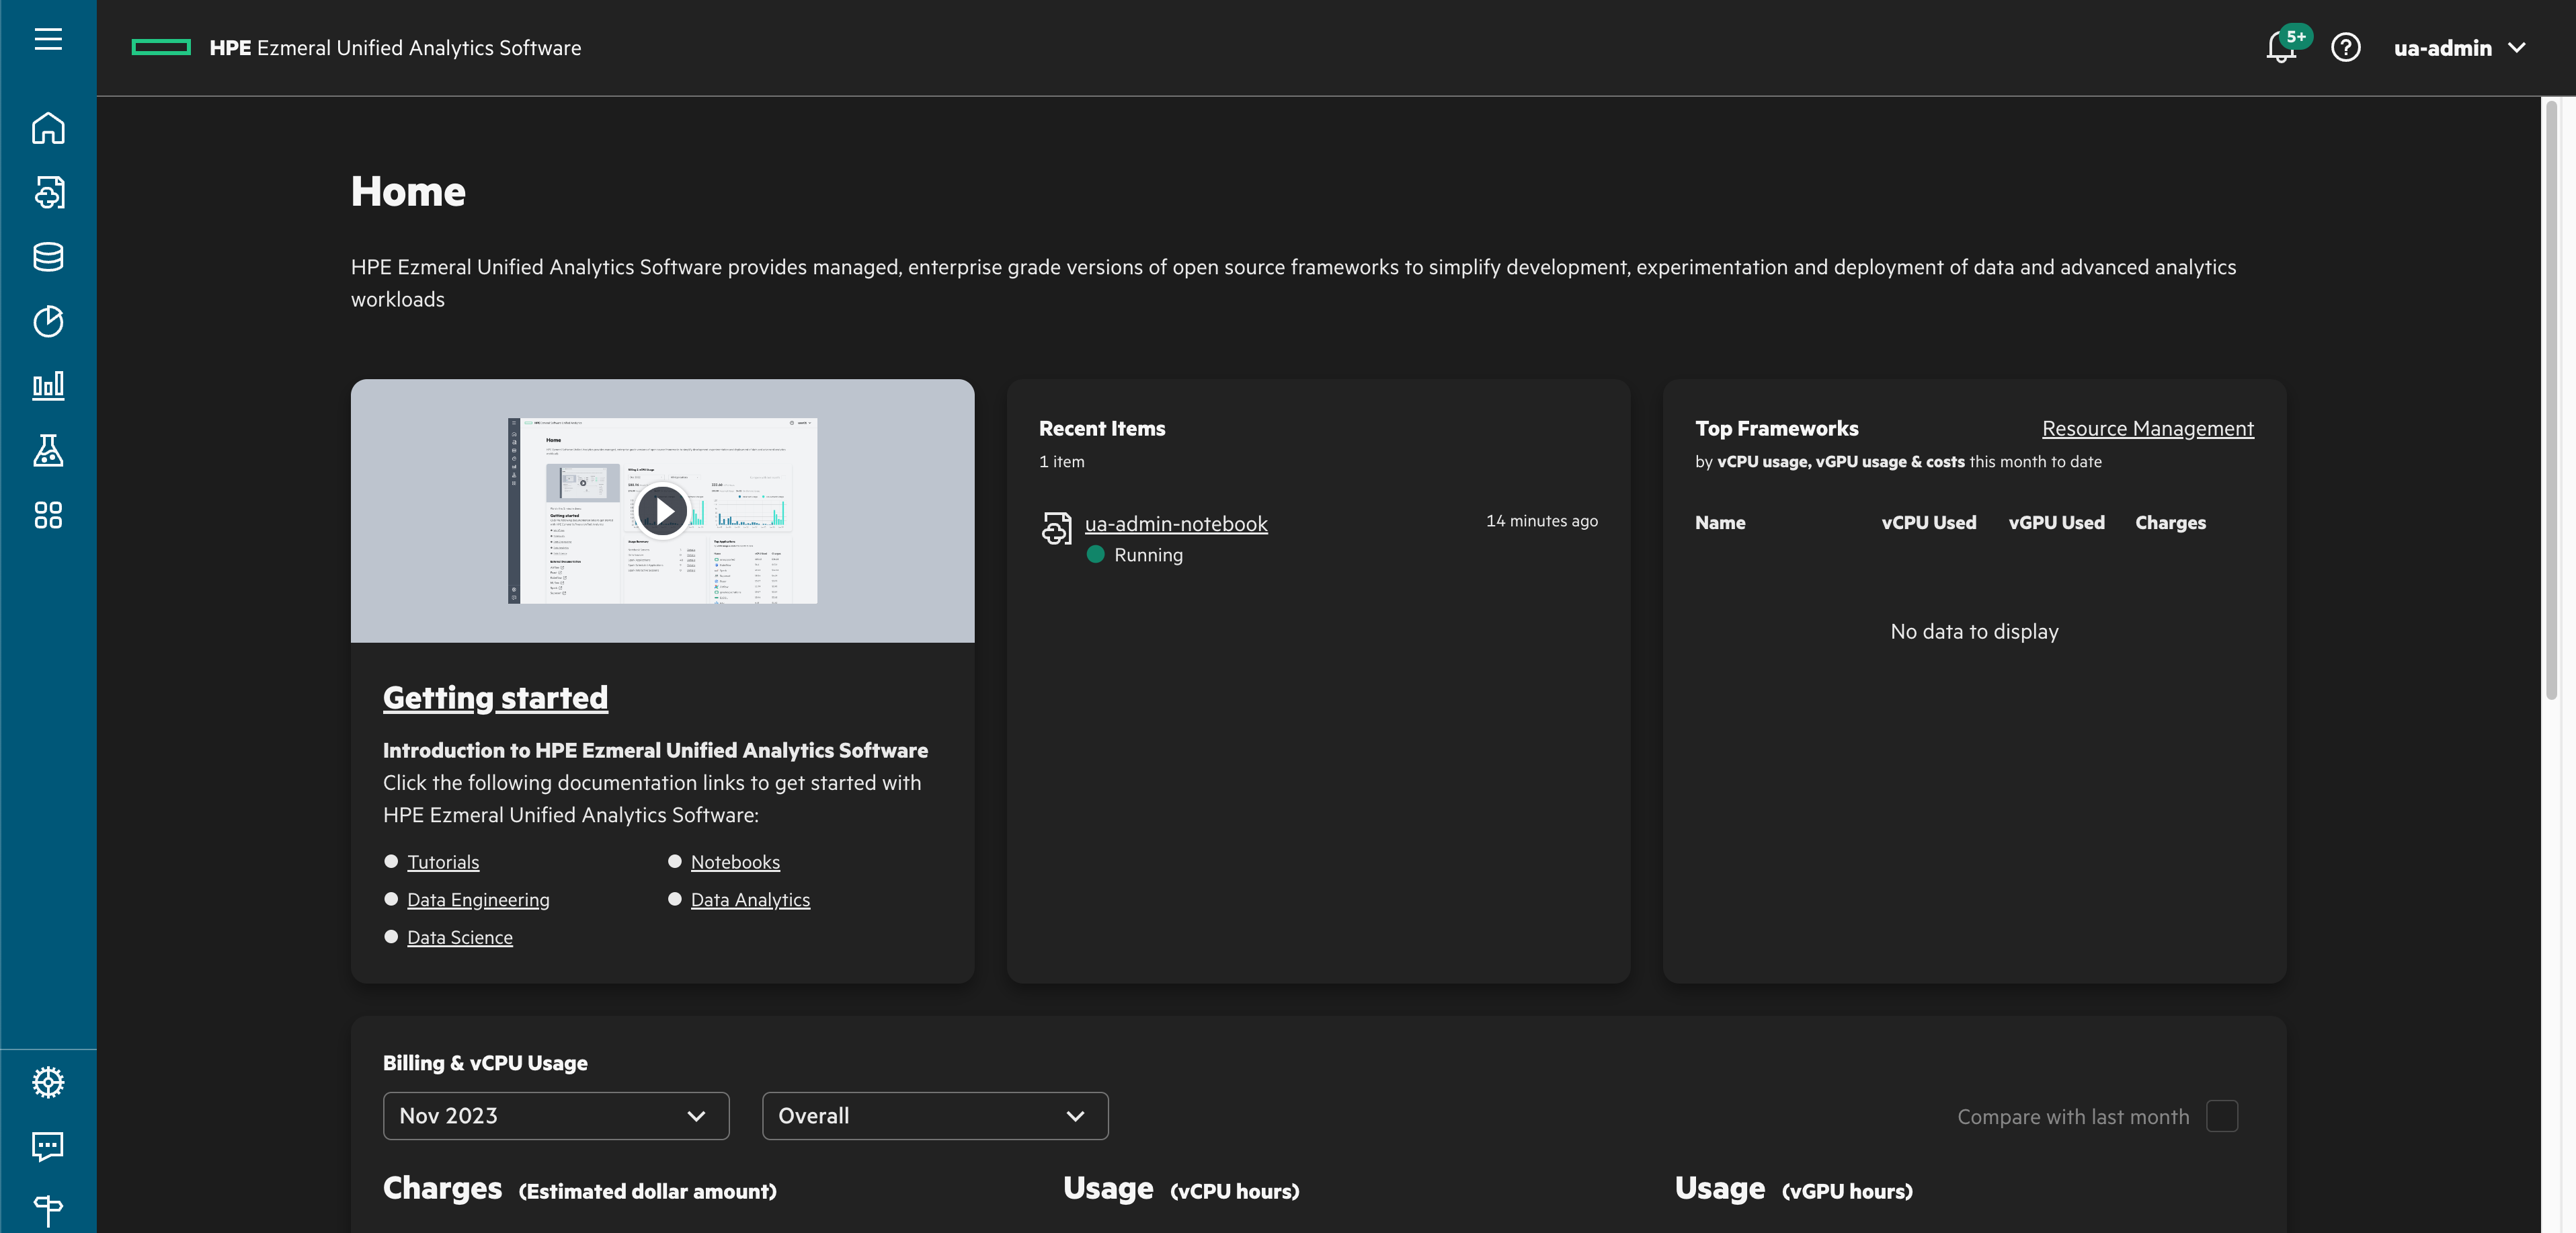 HPE Ezmeral Unified Analytics Software
5+
ua-admin
Home
HPE Ezmeral Unified Analytics Software provides managed, enterprise grade versions of open source frameworks to simplify development, experimentation and deployment of data and advanced analytics
workloads
Home
Getting started
Introduction to HPE Ezmeral Unified Analytics Software
Click the following documentation links to get started with
HPE Ezmeral Unified Analytics Software:
Tutorials
Notebooks
Data Engineering
Data Analytics
Data Science
Recent Items
1 item
ua-admin-notebook
14 minutes ago
Running
Top Frameworks
Resource Management
by vCPU usage, vGPU usage & costs this month to date
Name vCPU Used vGPU Used Charges
No data to display
Billing & vCPU Usage
Nov 2023
Overall
Compare with last month
Charges (Estimated dollar amount)
Usage (vCPU hours)
Usage (vGPU hours)